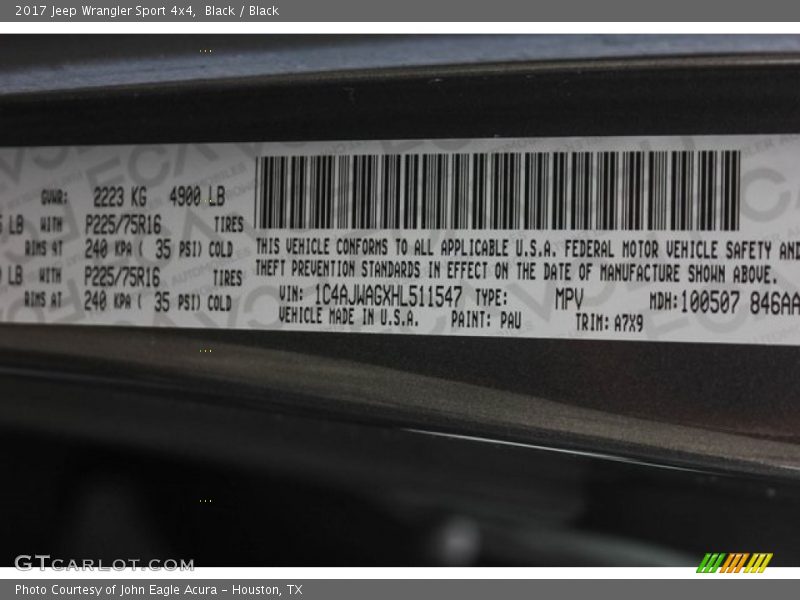 2017 Jeep Wrangler Sport 4x4,  Black / Black
GVWR: 2223 KG 4900 LB
LB WITH P225/75R16 TIRES
RIMS AT 240 KPA ( 35 PSI) COLD
LB WITH P225/75R16 TIRES
RIMS AT 240 KPA ( 35 PSI) COLD
THIS VEHICLE CONFORMS TO ALL APPLICABLE U.S.A. FEDERAL MOTOR VEHICLE SAFETY AND
THEFT PREVENTION STANDARDS IN EFFECT ON THE DATE OF MANUFACTURE SHOWN ABOVE.
VIN: 1C4AJWAGXHL511547 TYPE: MPV MDH:100507 846AA
VEHICLE MADE IN U.S.A. PAINT: PAU TRIM: A7X9
GTCARLOT.COM
Photo Courtesy of John Eagle Acura - Houston, TX